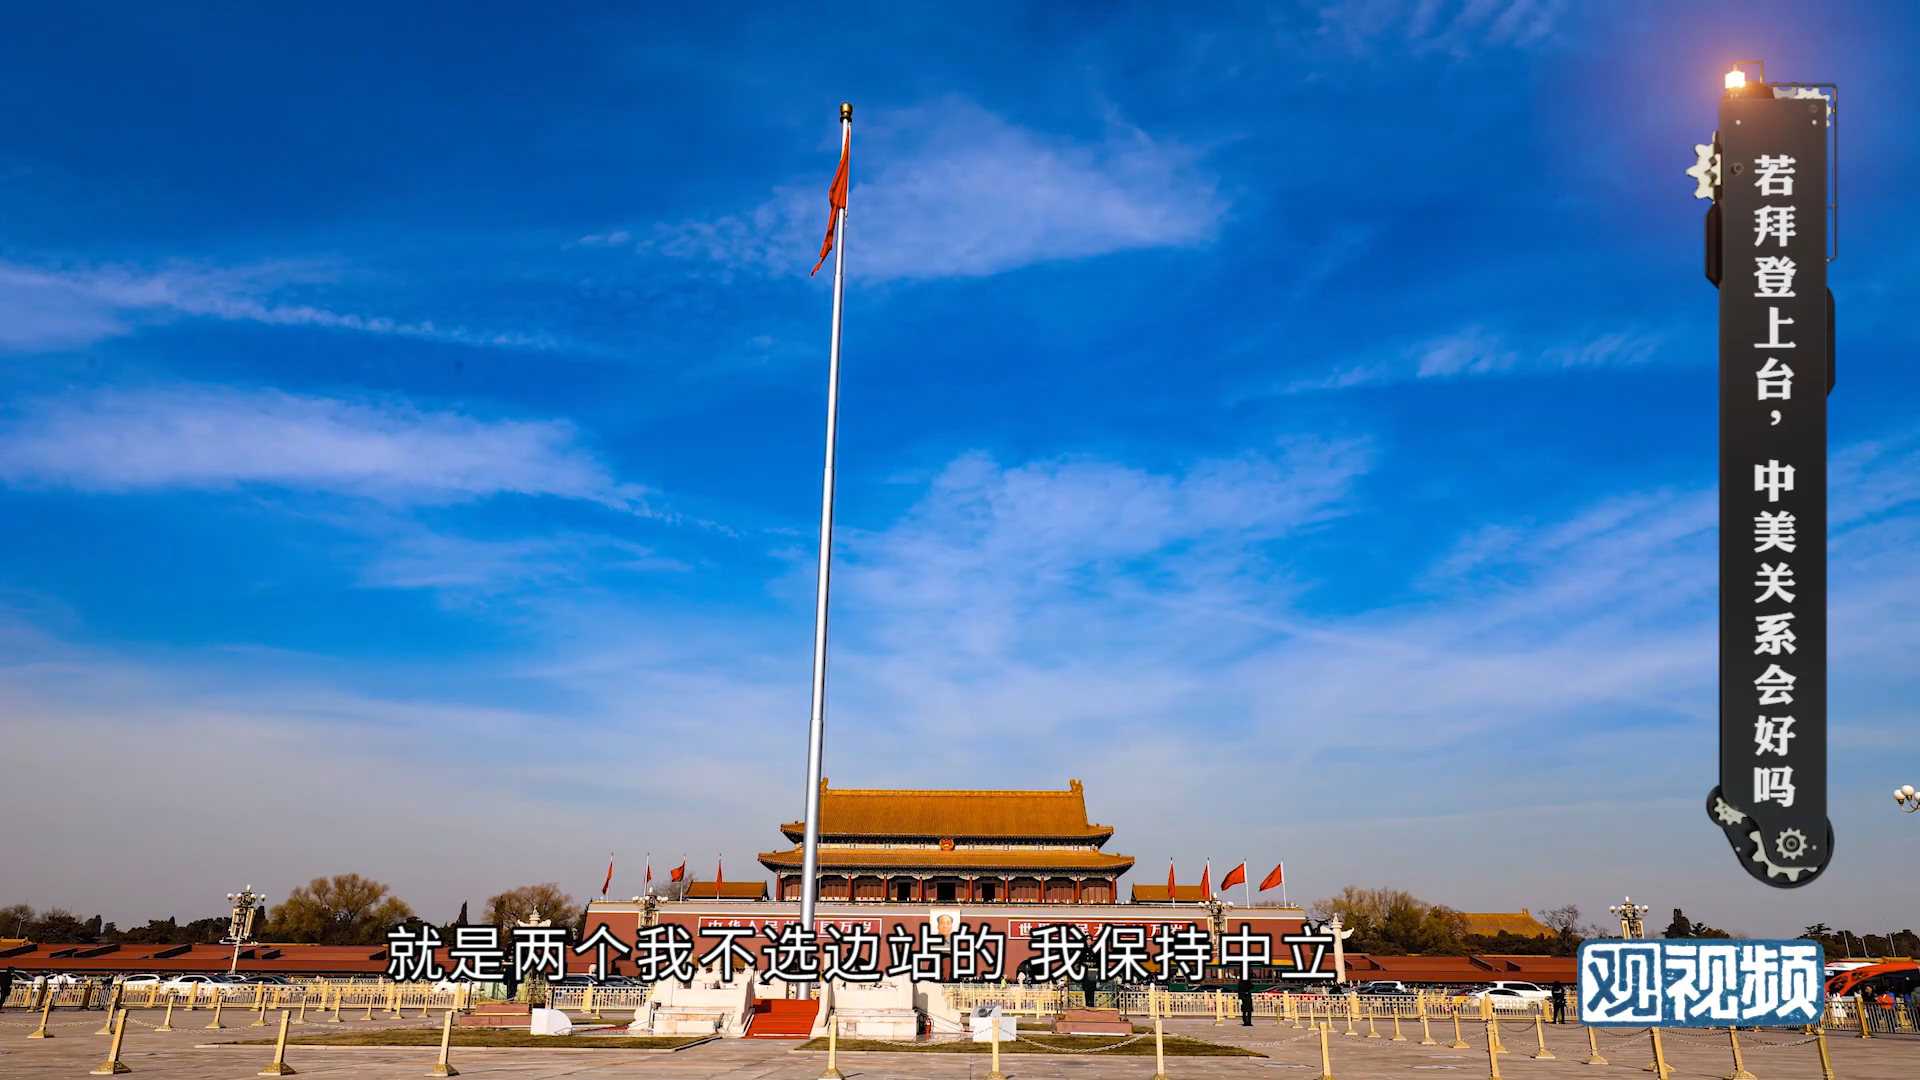 若拜登上台，中美关系会好吗
就是两个我不选边站的 我保持中立
观视频